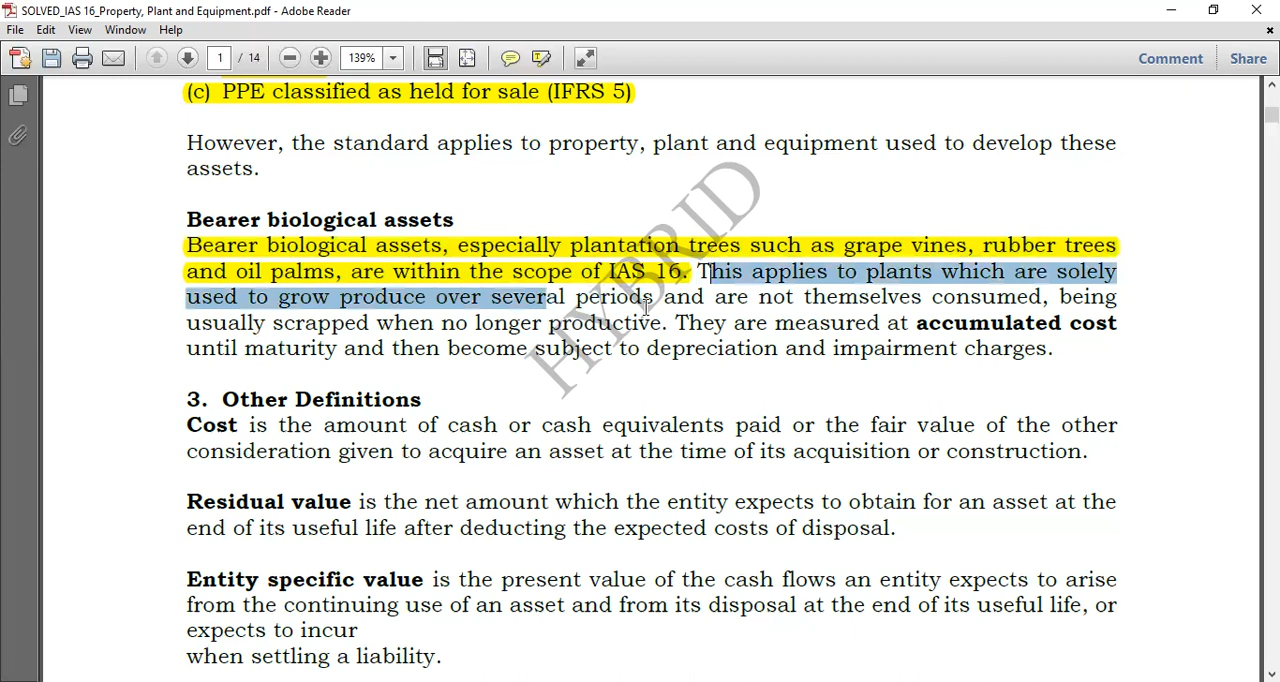 SOLVED_IAS 16_Property, Plant and Equipment.pdf - Adobe Reader
File Edit View Window Help
1 / 14 139% Comment Share
(c) PPE classified as held for sale (IFRS 5)
However, the standard applies to property, plant and equipment used to develop these
assets.
Bearer biological assets
Bearer biological assets, especially plantation trees such as grape vines, rubber trees
and oil palms, are within the scope of IAS 16. This applies to plants which are solely
used to grow produce over several periods and are not themselves consumed, being
usually scrapped when no longer productive. They are measured at accumulated cost
until maturity and then become subject to depreciation and impairment charges.
HYBRID
3. Other Definitions
Cost is the amount of cash or cash equivalents paid or the fair value of the other
consideration given to acquire an asset at the time of its acquisition or construction.
Residual value is the net amount which the entity expects to obtain for an asset at the
end of its useful life after deducting the expected costs of disposal.
Entity specific value is the present value of the cash flows an entity expects to arise
from the continuing use of an asset and from its disposal at the end of its useful life, or
expects to incur
when settling a liability.